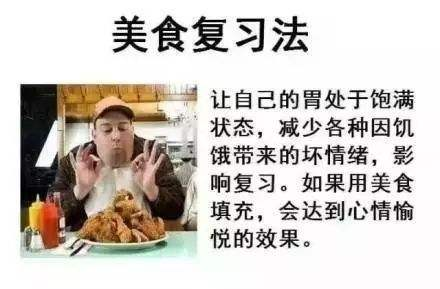 美食复习法
让自己的胃处于饱满
状态，减少各种因饥
饿带来的坏情绪，影
响复习。如果用美食
填充，会达到心情愉
悦的效果。